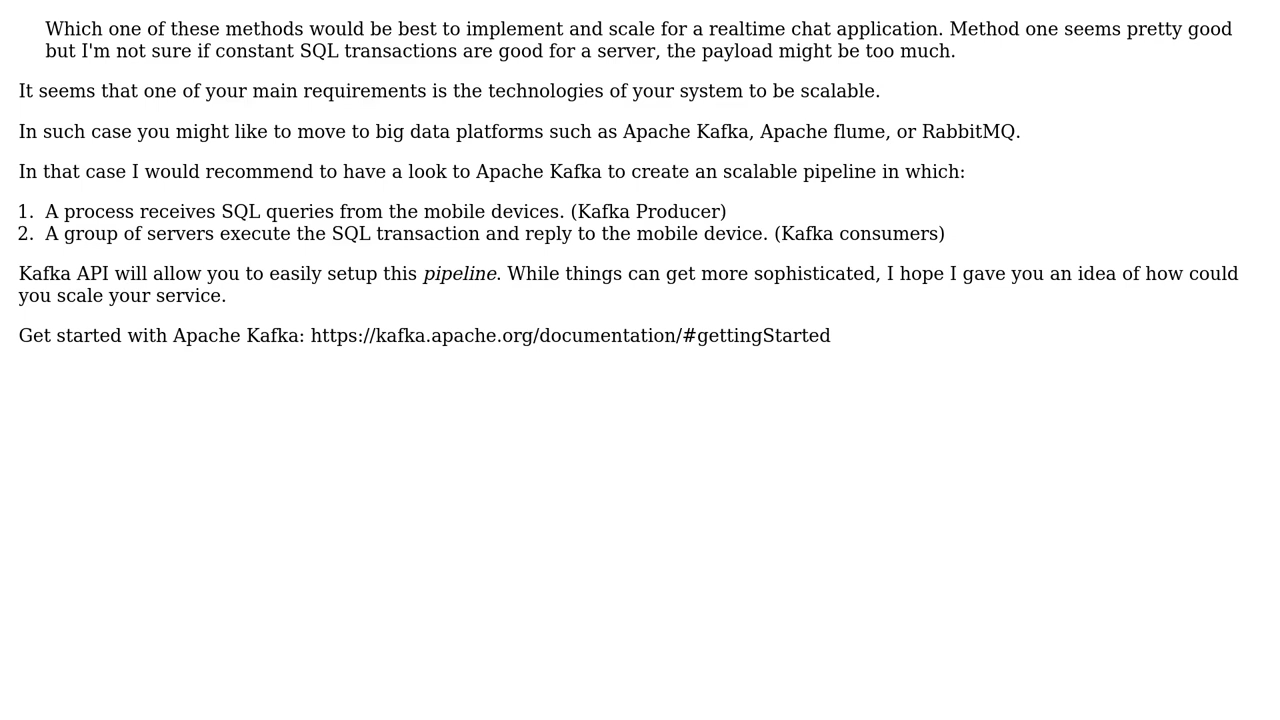 Which one of these methods would be best to implement and scale for a realtime chat application. Method one seems pretty good
but I'm not sure if constant SQL transactions are good for a server, the payload might be too much.
It seems that one of your main requirements is the technologies of your system to be scalable.
In such case you might like to move to big data platforms such as Apache Kafka, Apache flume, or RabbitMQ.
In that case I would recommend to have a look to Apache Kafka to create an scalable pipeline in which:
1. A process receives SQL queries from the mobile devices. (Kafka Producer)
2. A group of servers execute the SQL transaction and reply to the mobile device. (Kafka consumers)
Kafka API will allow you to easily setup this pipeline. While things can get more sophisticated, I hope I gave you an idea of how could
you scale your service.
Get started with Apache Kafka: https://kafka.apache.org/documentation/#gettingStarted